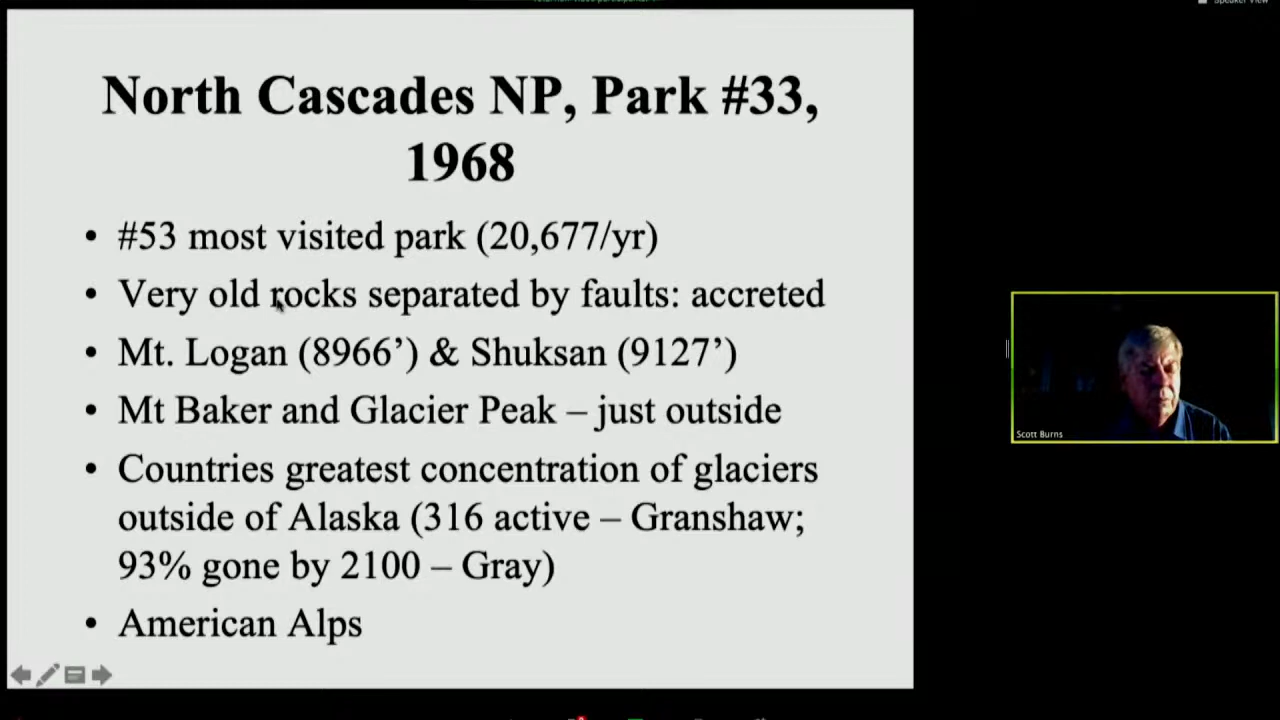 North Cascades NP, Park #33,
1968
• #53 most visited park (20,677/yr)
• Very old rocks separated by faults: accreted
• Mt. Logan (8966’) & Shuksan (9127’)
• Mt Baker and Glacier Peak – just outside
• Countries greatest concentration of glaciers
outside of Alaska (316 active – Granshaw;
93% gone by 2100 – Gray)
• American Alps
Scott Burns